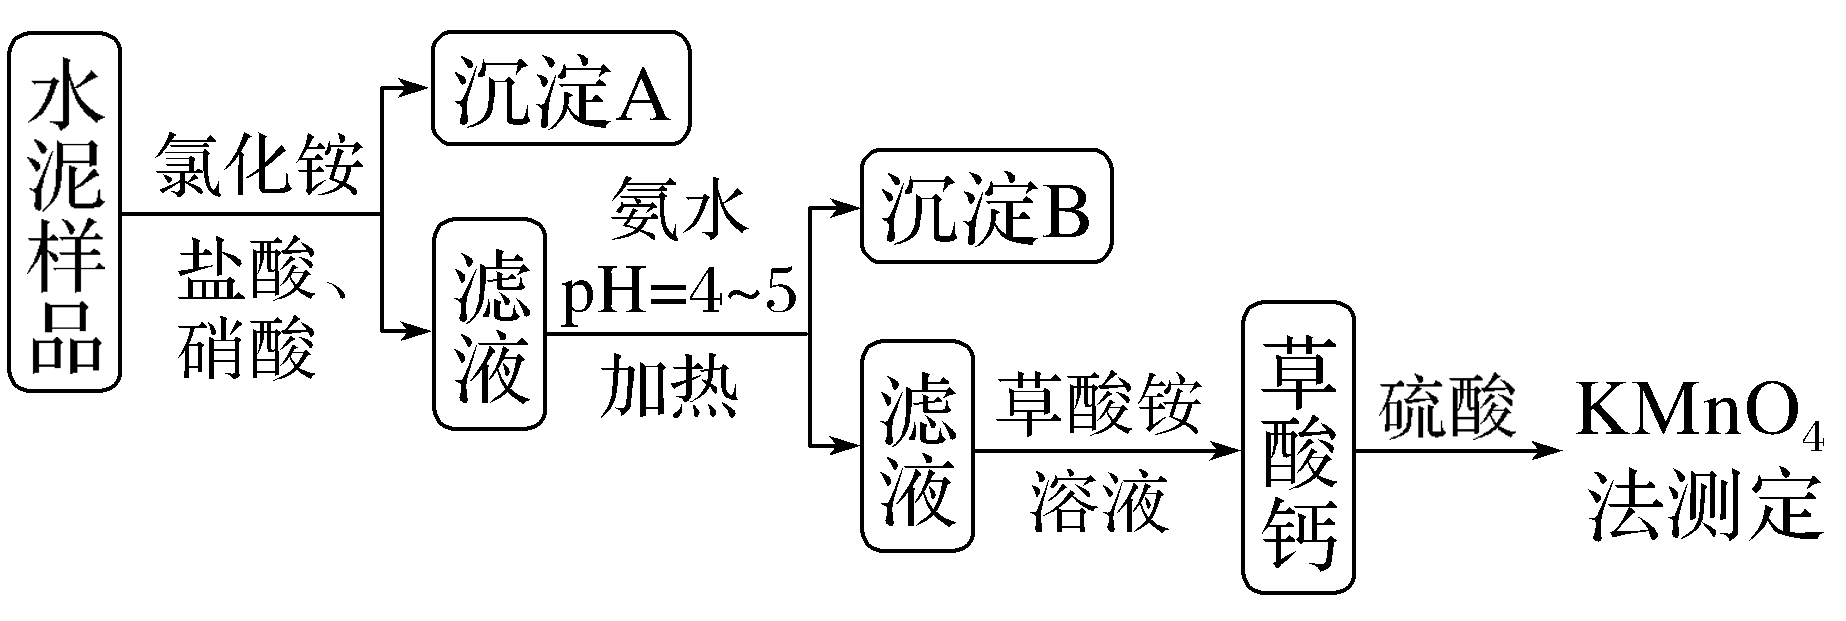 水泥样品
氯化铵
盐酸、
硝酸
沉淀A
滤液
氨水
pH=4~5
加热
沉淀B
滤液
草酸铵
溶液
草酸钙
硫酸
KMnO₄
法测定